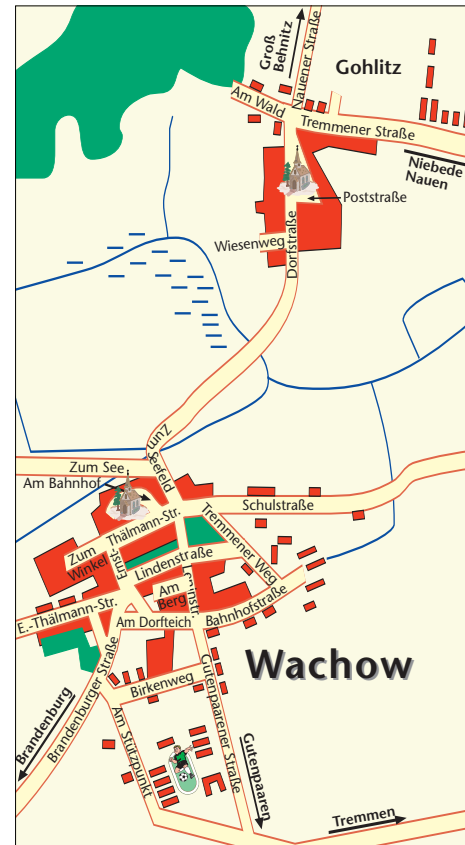 Groß
Behnitz
Nauener Straße
Gohlitz
Am Wald
Tremmener Straße
Niebede
Nauen
Poststraße
Wiesenweg
Dorfstraße
Zum Seefeld
Zum See
Am Bahnhof
Schulstraße
Thälmann-Str.
Ernst-
Zum
Winkel
Tremmener Weg
Lindenstraße
Am
Berg
E.-Thälmann-Str.
Am Dorfteich
Bahnhofstraße
Wachow
Brandenburger Straße
Brandenburg
Birkenweg
Gutenpaarener Straße
Gutenpaaren
Am Stützpunkt
Tremmen